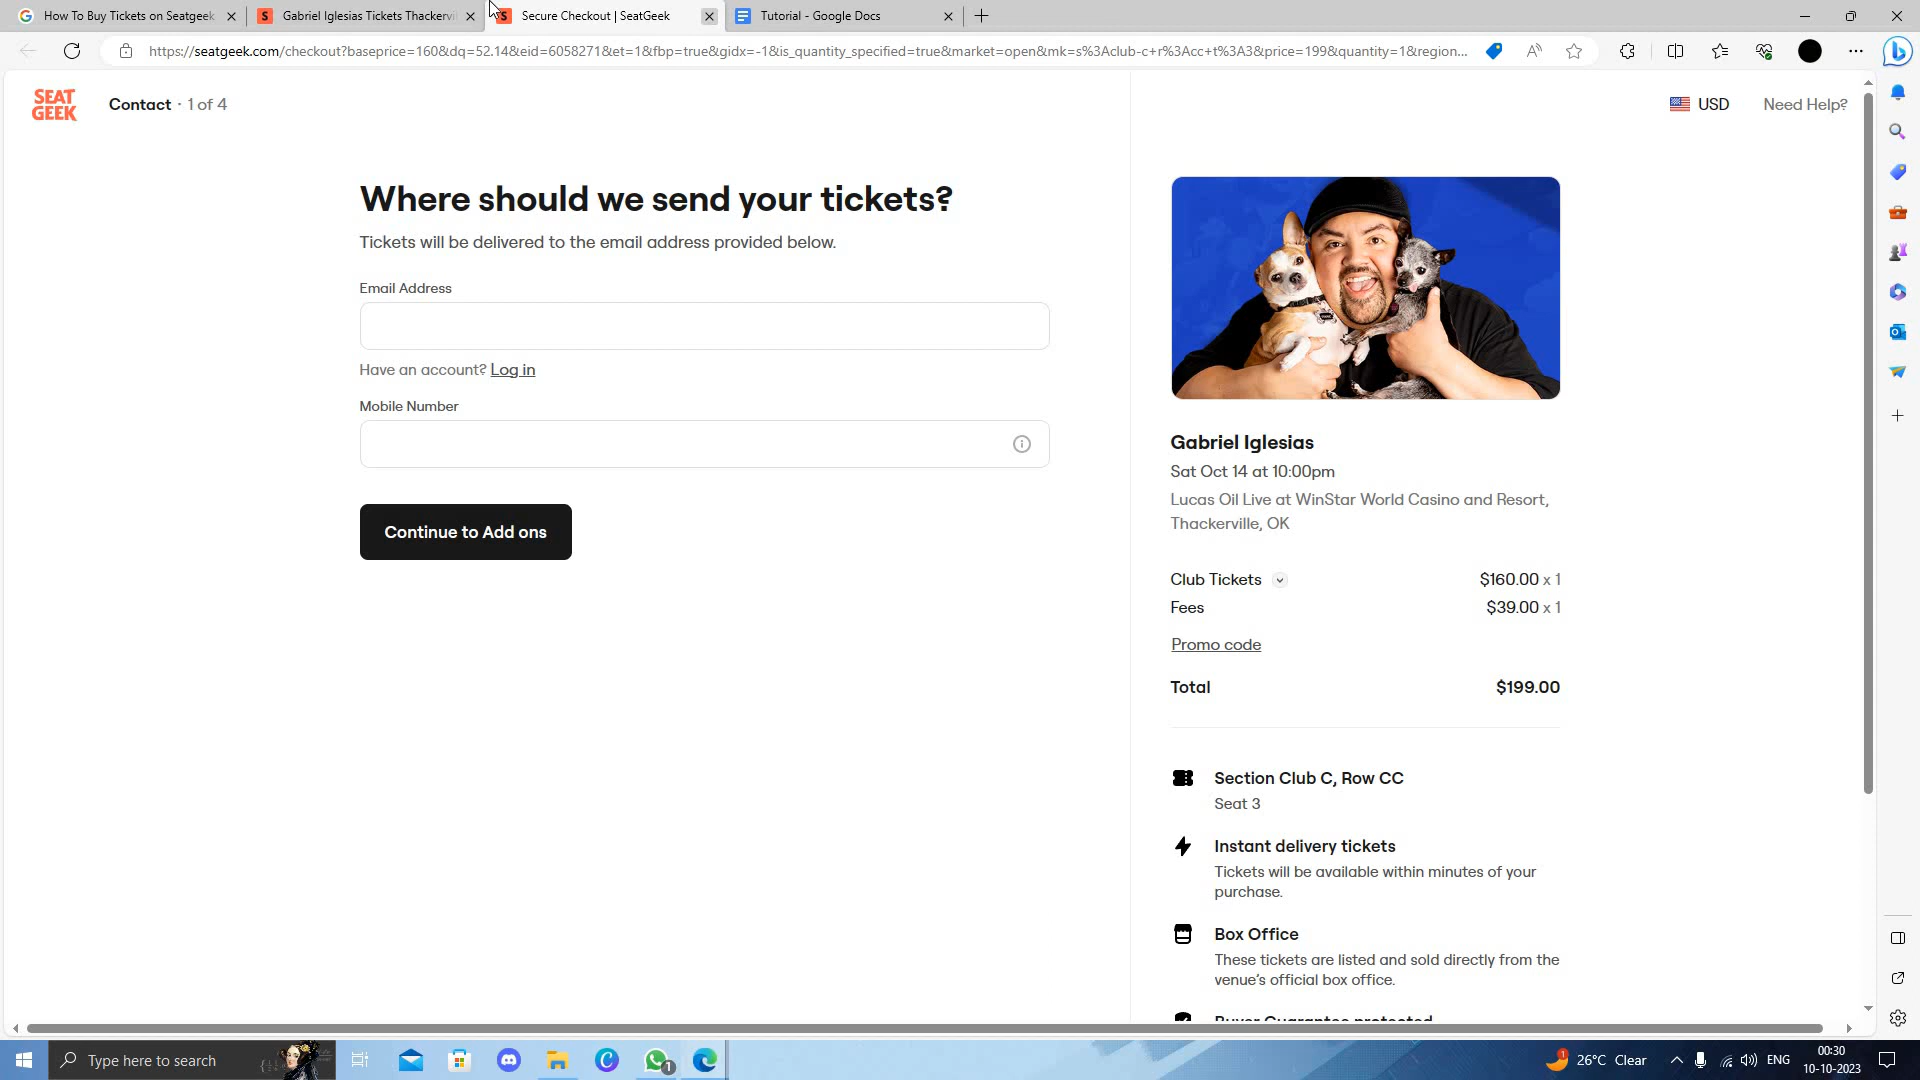 How To Buy Tickets on Seatgeek
Gabriel Iglesias Tickets Thackervil
Secure Checkout | SeatGeek
Tutorial - Google Docs
https://seatgeek.com/checkout?baseprice=160&dq=52.14&eid=6058271&et=1&fbp=true&gidx=-1&is_quantity_specified=true&market=open&mk=s%3Aclub-c+r%3Acc+t%3A3&price=199&quantity=1&region...
SEAT
GEEK
Contact · 1 of 4
USD
Need Help?
Where should we send your tickets?
Tickets will be delivered to the email address provided below.
Email Address
Have an account? Log in
Mobile Number
Continue to Add ons
Gabriel Iglesias
Sat Oct 14 at 10:00pm
Lucas Oil Live at WinStar World Casino and Resort,
Thackerville, OK
Club Tickets $160.00 x 1
Fees $39.00 x 1
Promo code
Total $199.00
Section Club C, Row CC
Seat 3
Instant delivery tickets
Tickets will be available within minutes of your
purchase.
Box Office
These tickets are listed and sold directly from the
venue's official box office.
Buyer Guarantee protected
Type here to search
1
1
26°C Clear
ENG
00:30
10-10-2023